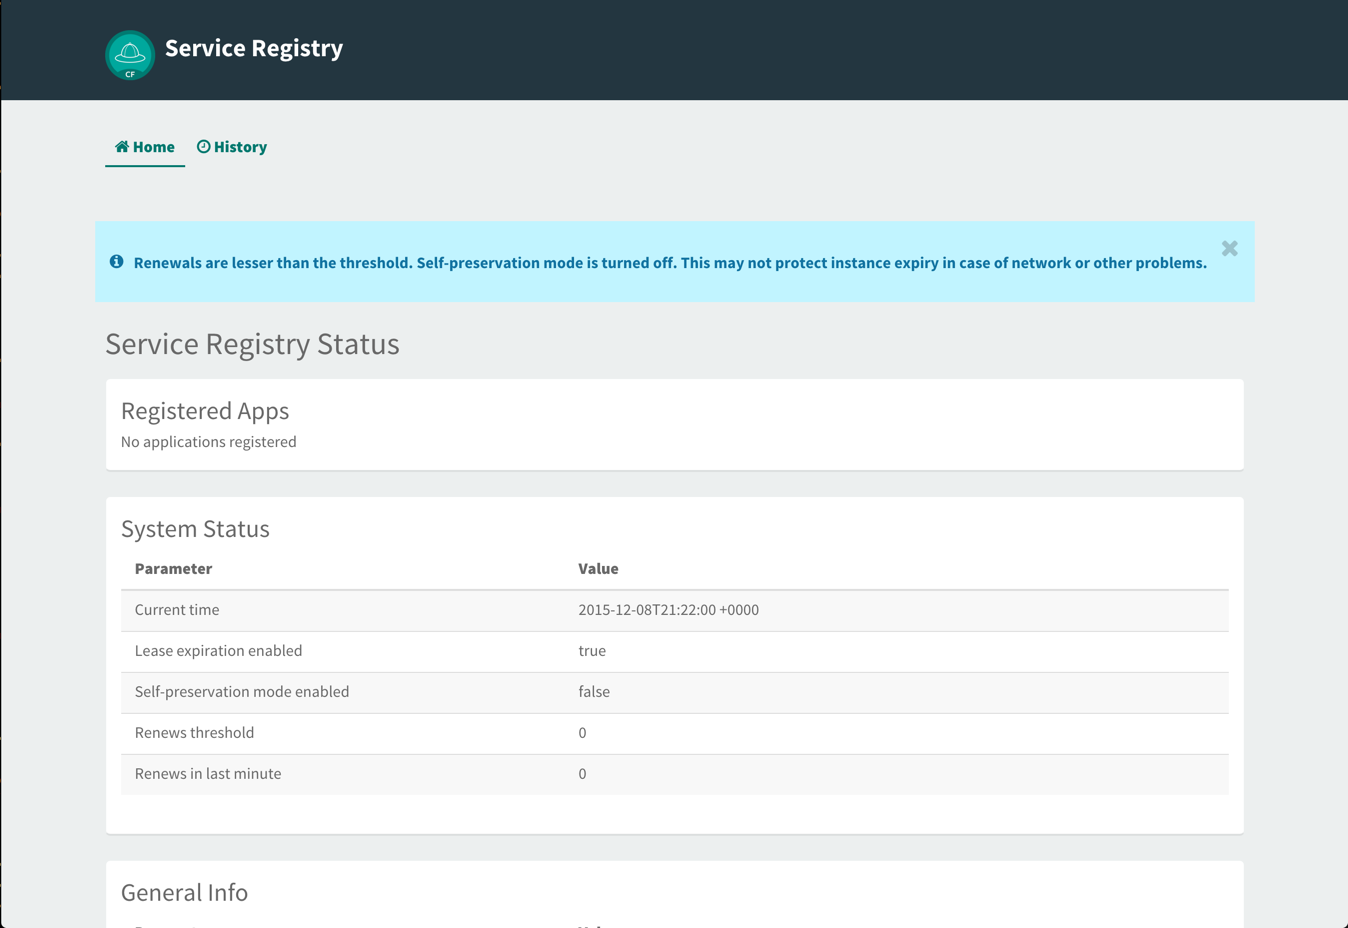 CF
Service Registry
Home
History
Renewals are lesser than the threshold. Self-preservation mode is turned off. This may not protect instance expiry in case of network or other problems.
Service Registry Status
Registered Apps
No applications registered
System Status
Parameter Value
Current time 2015-12-08T21:22:00 +0000
Lease expiration enabled true
Self-preservation mode enabled false
Renews threshold 0
Renews in last minute 0
General Info